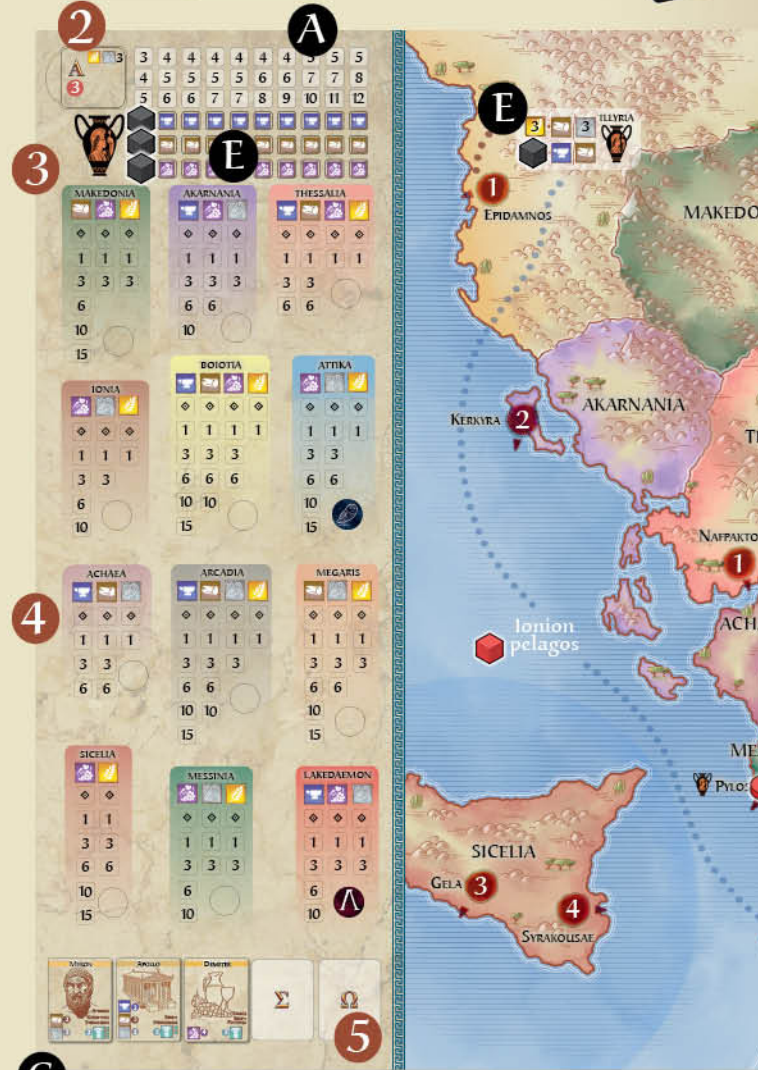 2
A
3
A
3
3 4 4 4 4 4 4 5 5 5
4 5 5 5 5 6 6 7 7 8
5 6 6 7 7 8 9 10 11 12
E
3
MAKEDONIA
1 1 1
3 3 3
6
10
15
AKARNANIA
1 1 1
3 3 3
6 6
10
THESSALIA
1 1 1 1
3 3
6 6
IONIA
1 1 1
3 3
6
10
BOIOTIA
1 1 1 1
3 3 3
6 6 6
10 10
15
ATTIKA
1 1 1
3 3
6 6
10
15
4
ACHAEA
1 1 1
3 3
6 6
ARCADIA
1 1 1 1
3 3 3
6 6
10 10
15
MEGARIS
1 1 1
3 3 3
6 6
10
15
SICELIA
1 1
3 3
6 6
10
15
MESSINIA
1 1 1
3 3 3
6
10
LAKEDAEMON
1 1 1
3 3 3
6
10
Λ
MYRON
APOLLO
DEMETER
Σ
Ω
5
E
3
3
ILLYRIA
1
EPIDAMNOS
MAKEDO
AKARNANIA
KERKYRA
2
NAFPAKTO
1
Ionion
pelagos
ACH
ME
PYLO
SICELIA
GELA
3
4
SYRAKOUSAE